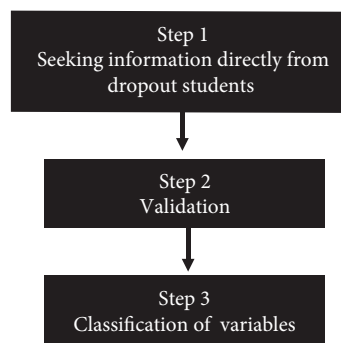 Step 1
Seeking information directly from
dropout students
Step 2
Validation
Step 3
Classification of variables